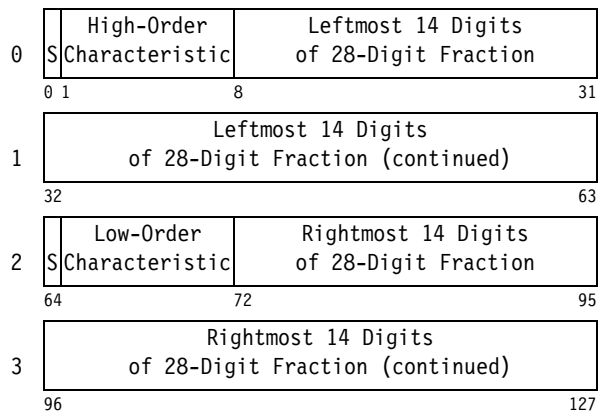 High-Order Leftmost 14 Digits
0 S Characteristic of 28-Digit Fraction
0 1 8 31
Leftmost 14 Digits
1 of 28-Digit Fraction (continued)
32 63
Low-Order Rightmost 14 Digits
2 S Characteristic of 28-Digit Fraction
64 72 95
Rightmost 14 Digits
3 of 28-Digit Fraction (continued)
96 127